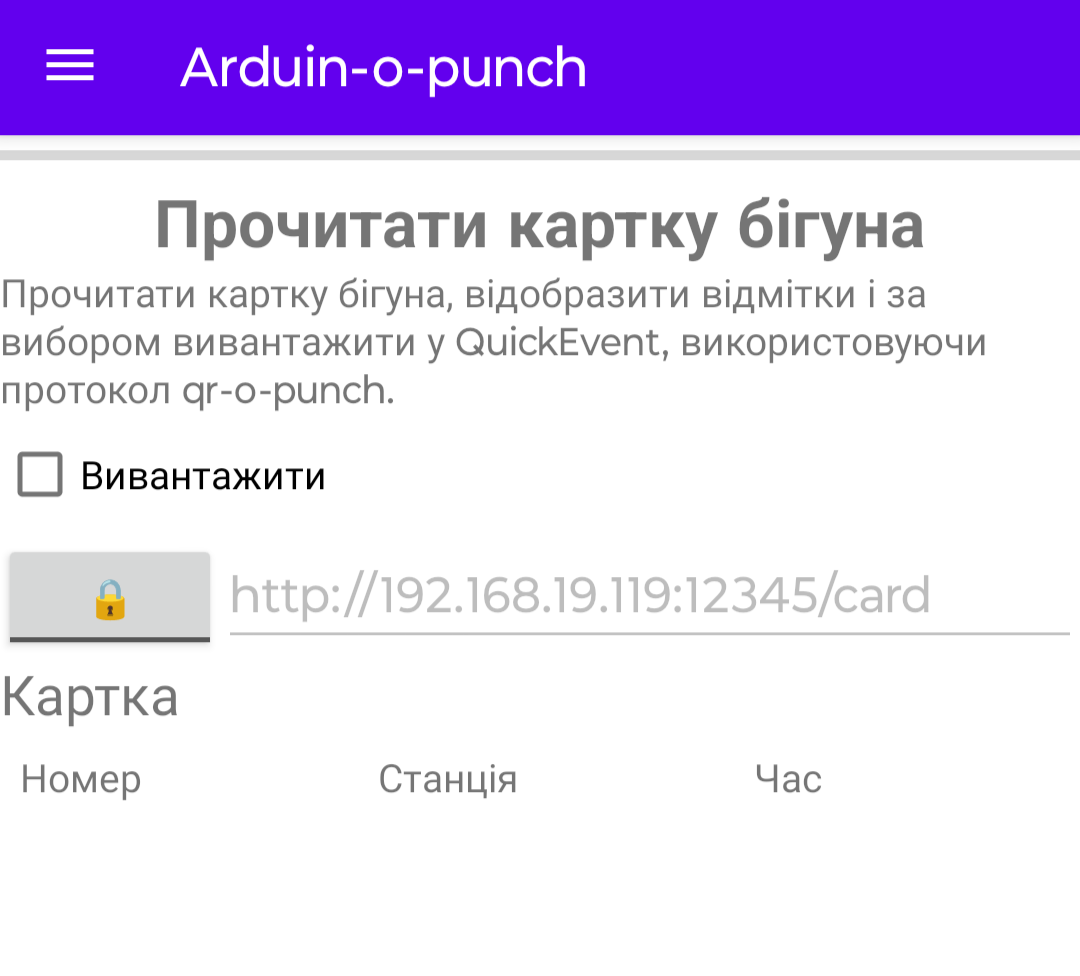 Arduin-o-punch
Прочитати картку бігуна
Прочитати картку бігуна, відобразити відмітки і за
вибором вивантажити у QuickEvent, використовуючи
протокол qr-o-punch.
Вивантажити
http://192.168.19.119:12345/card
Картка
Номер Станція Час